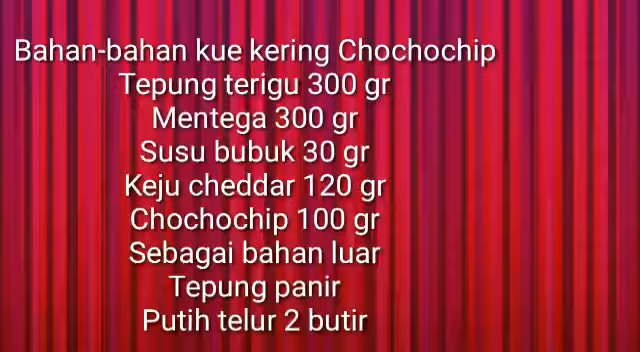 Bahan-bahan kue kering Chochochip
Tepung terigu 300 gr
Mentega 300 gr
Susu bubuk 30 gr
Keju cheddar 120 gr
Chochochip 100 gr
Sebagai bahan luar
Tepung panir
Putih telur 2 butir